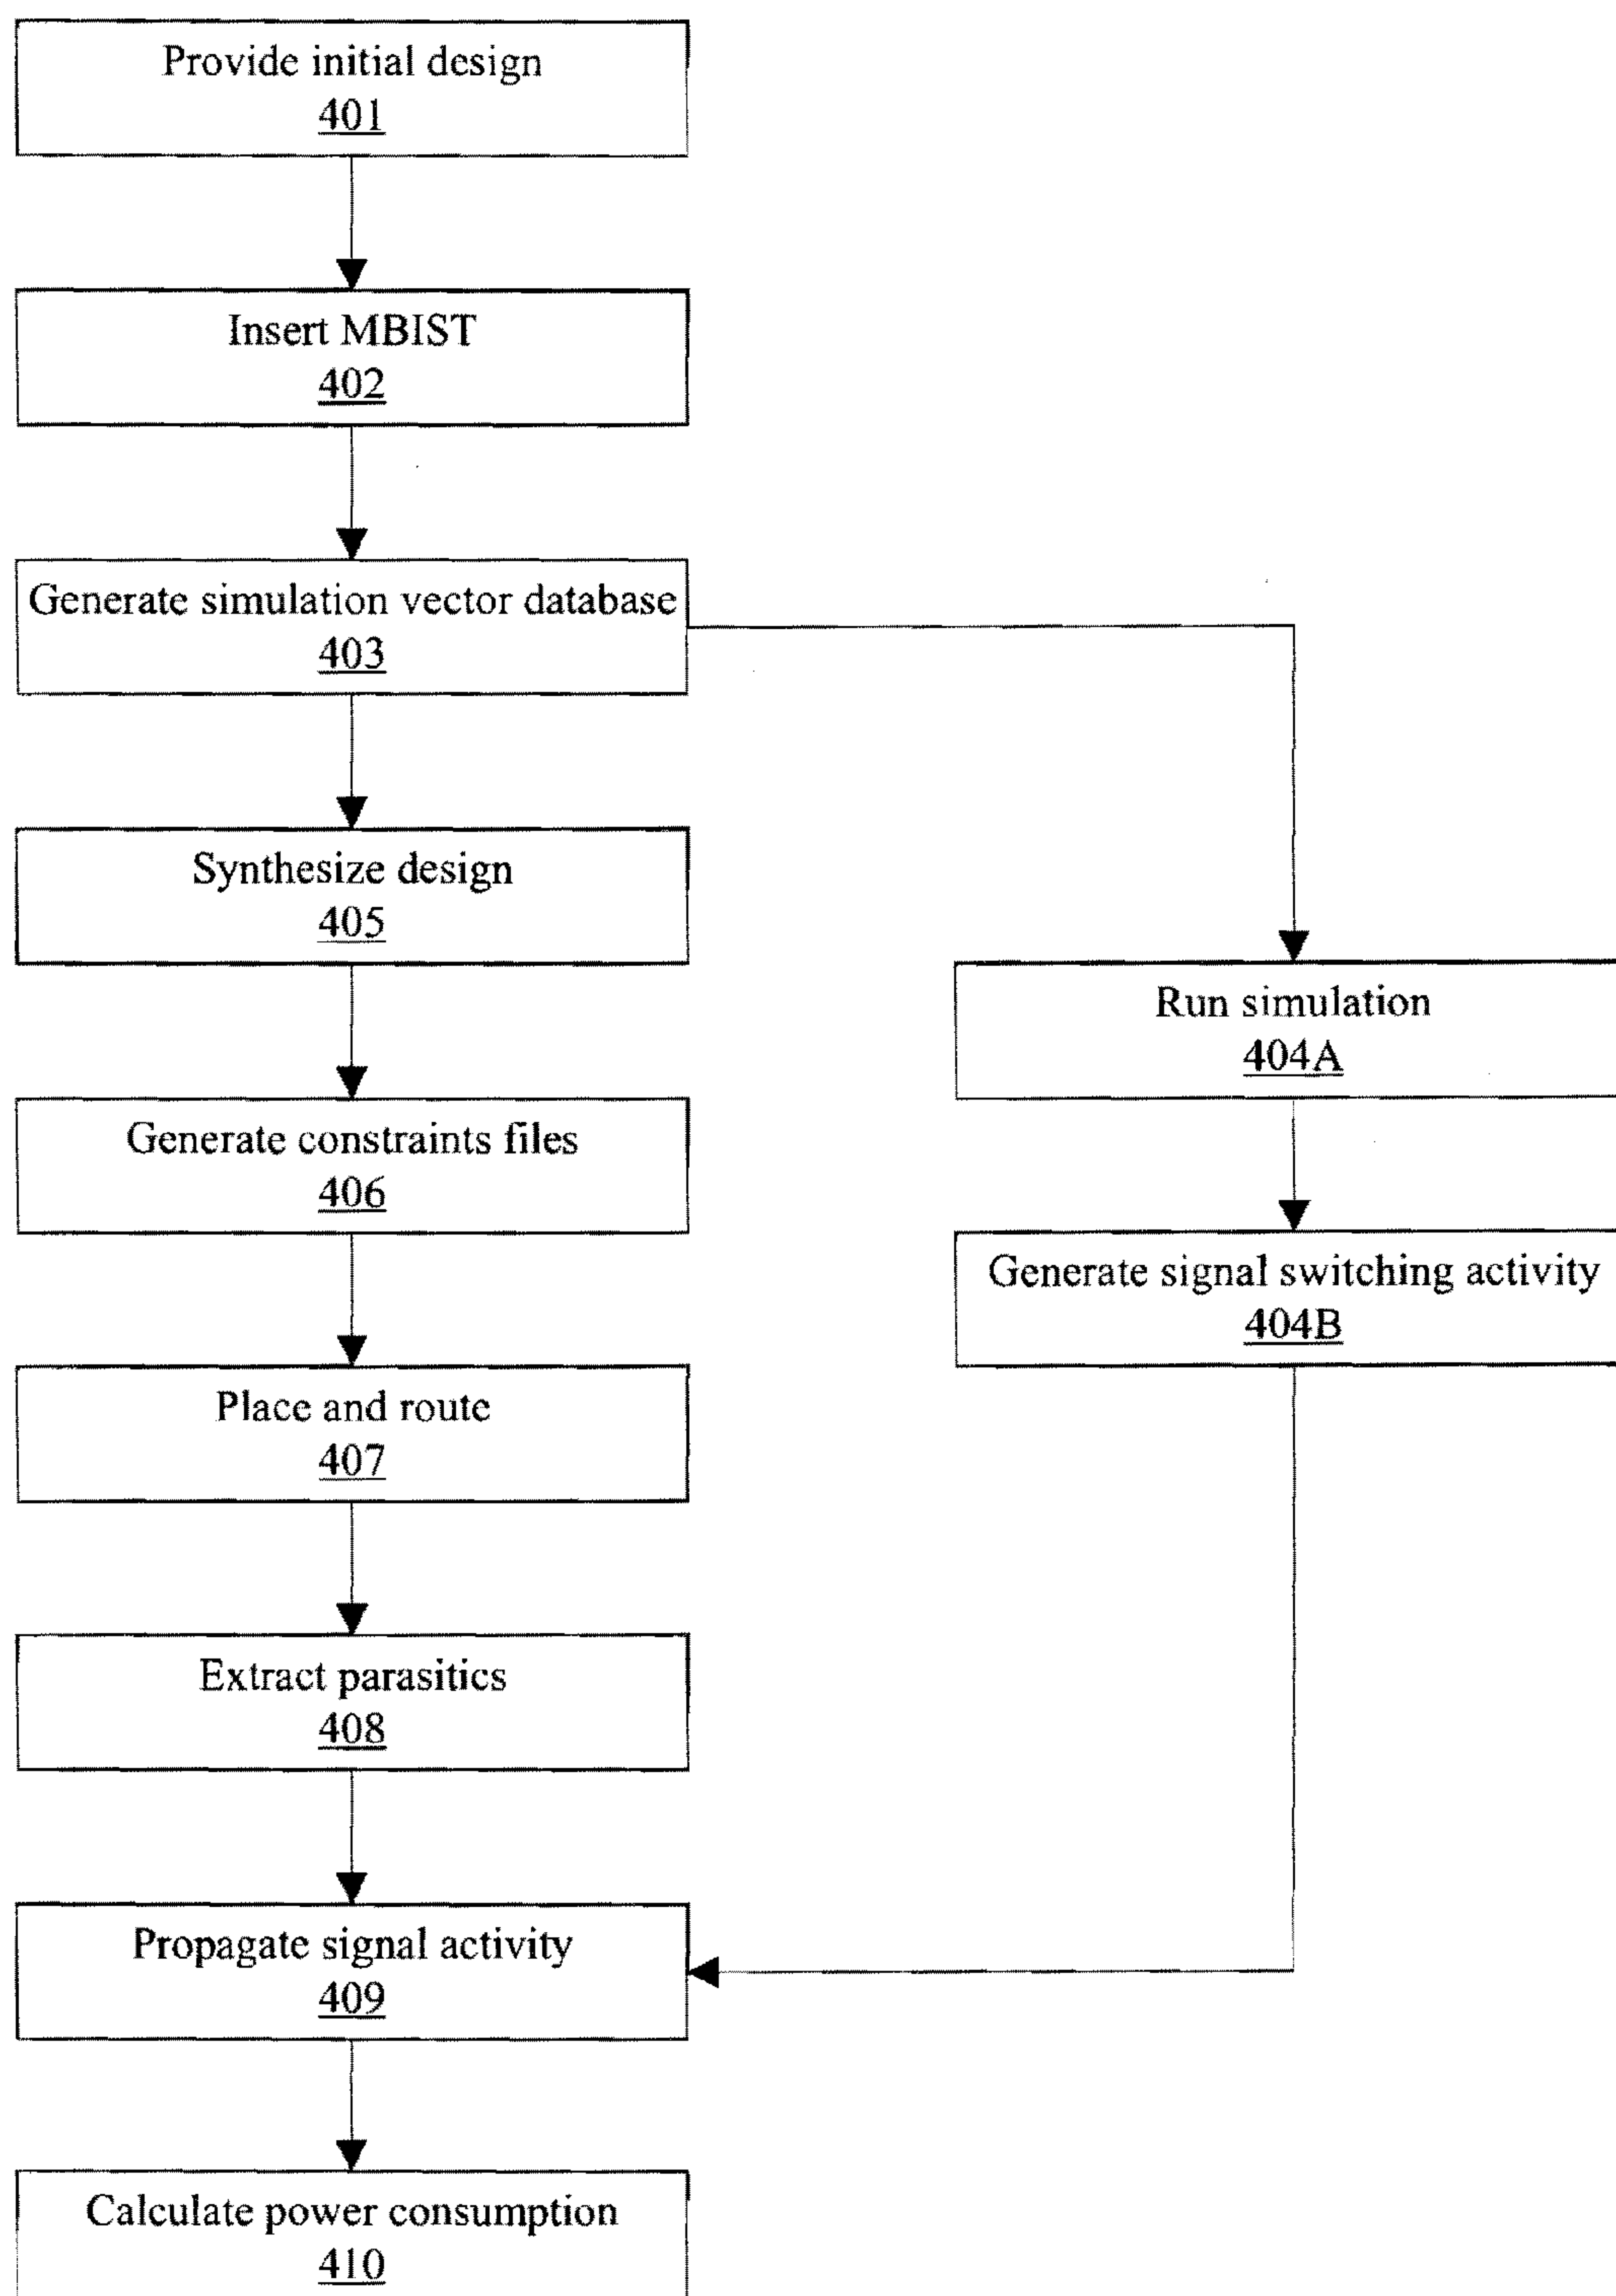 Provide initial design
401
Insert MBIST
402
Generate simulation vector database
403
Synthesize design
405
Run simulation
404A
Generate constraints files
406
Generate signal switching activity
404B
Place and route
407
Extract parasitics
408
Propagate signal activity
409
Calculate power consumption
410